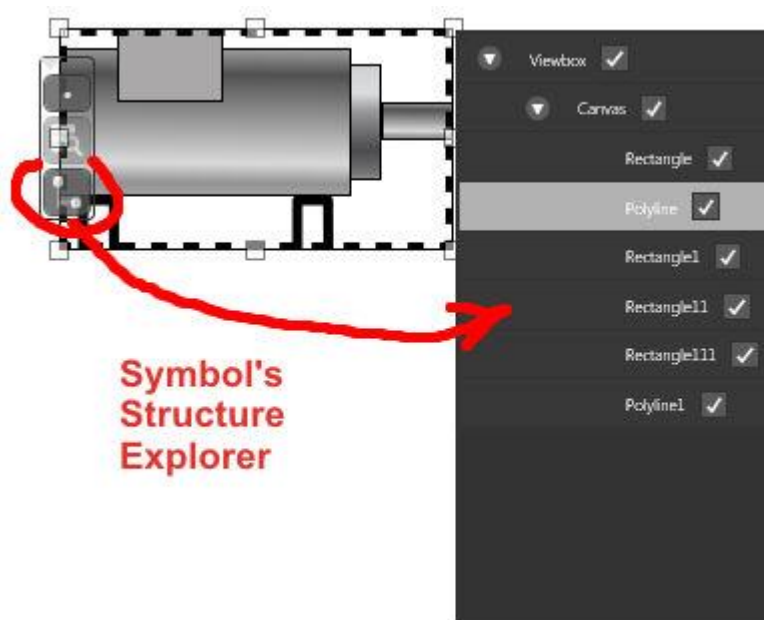 Viewbox
Canvas
Rectangle
Polyline
Rectangle1
Rectangle11
Rectangle111
Polyline1
Symbol's
Structure
Explorer